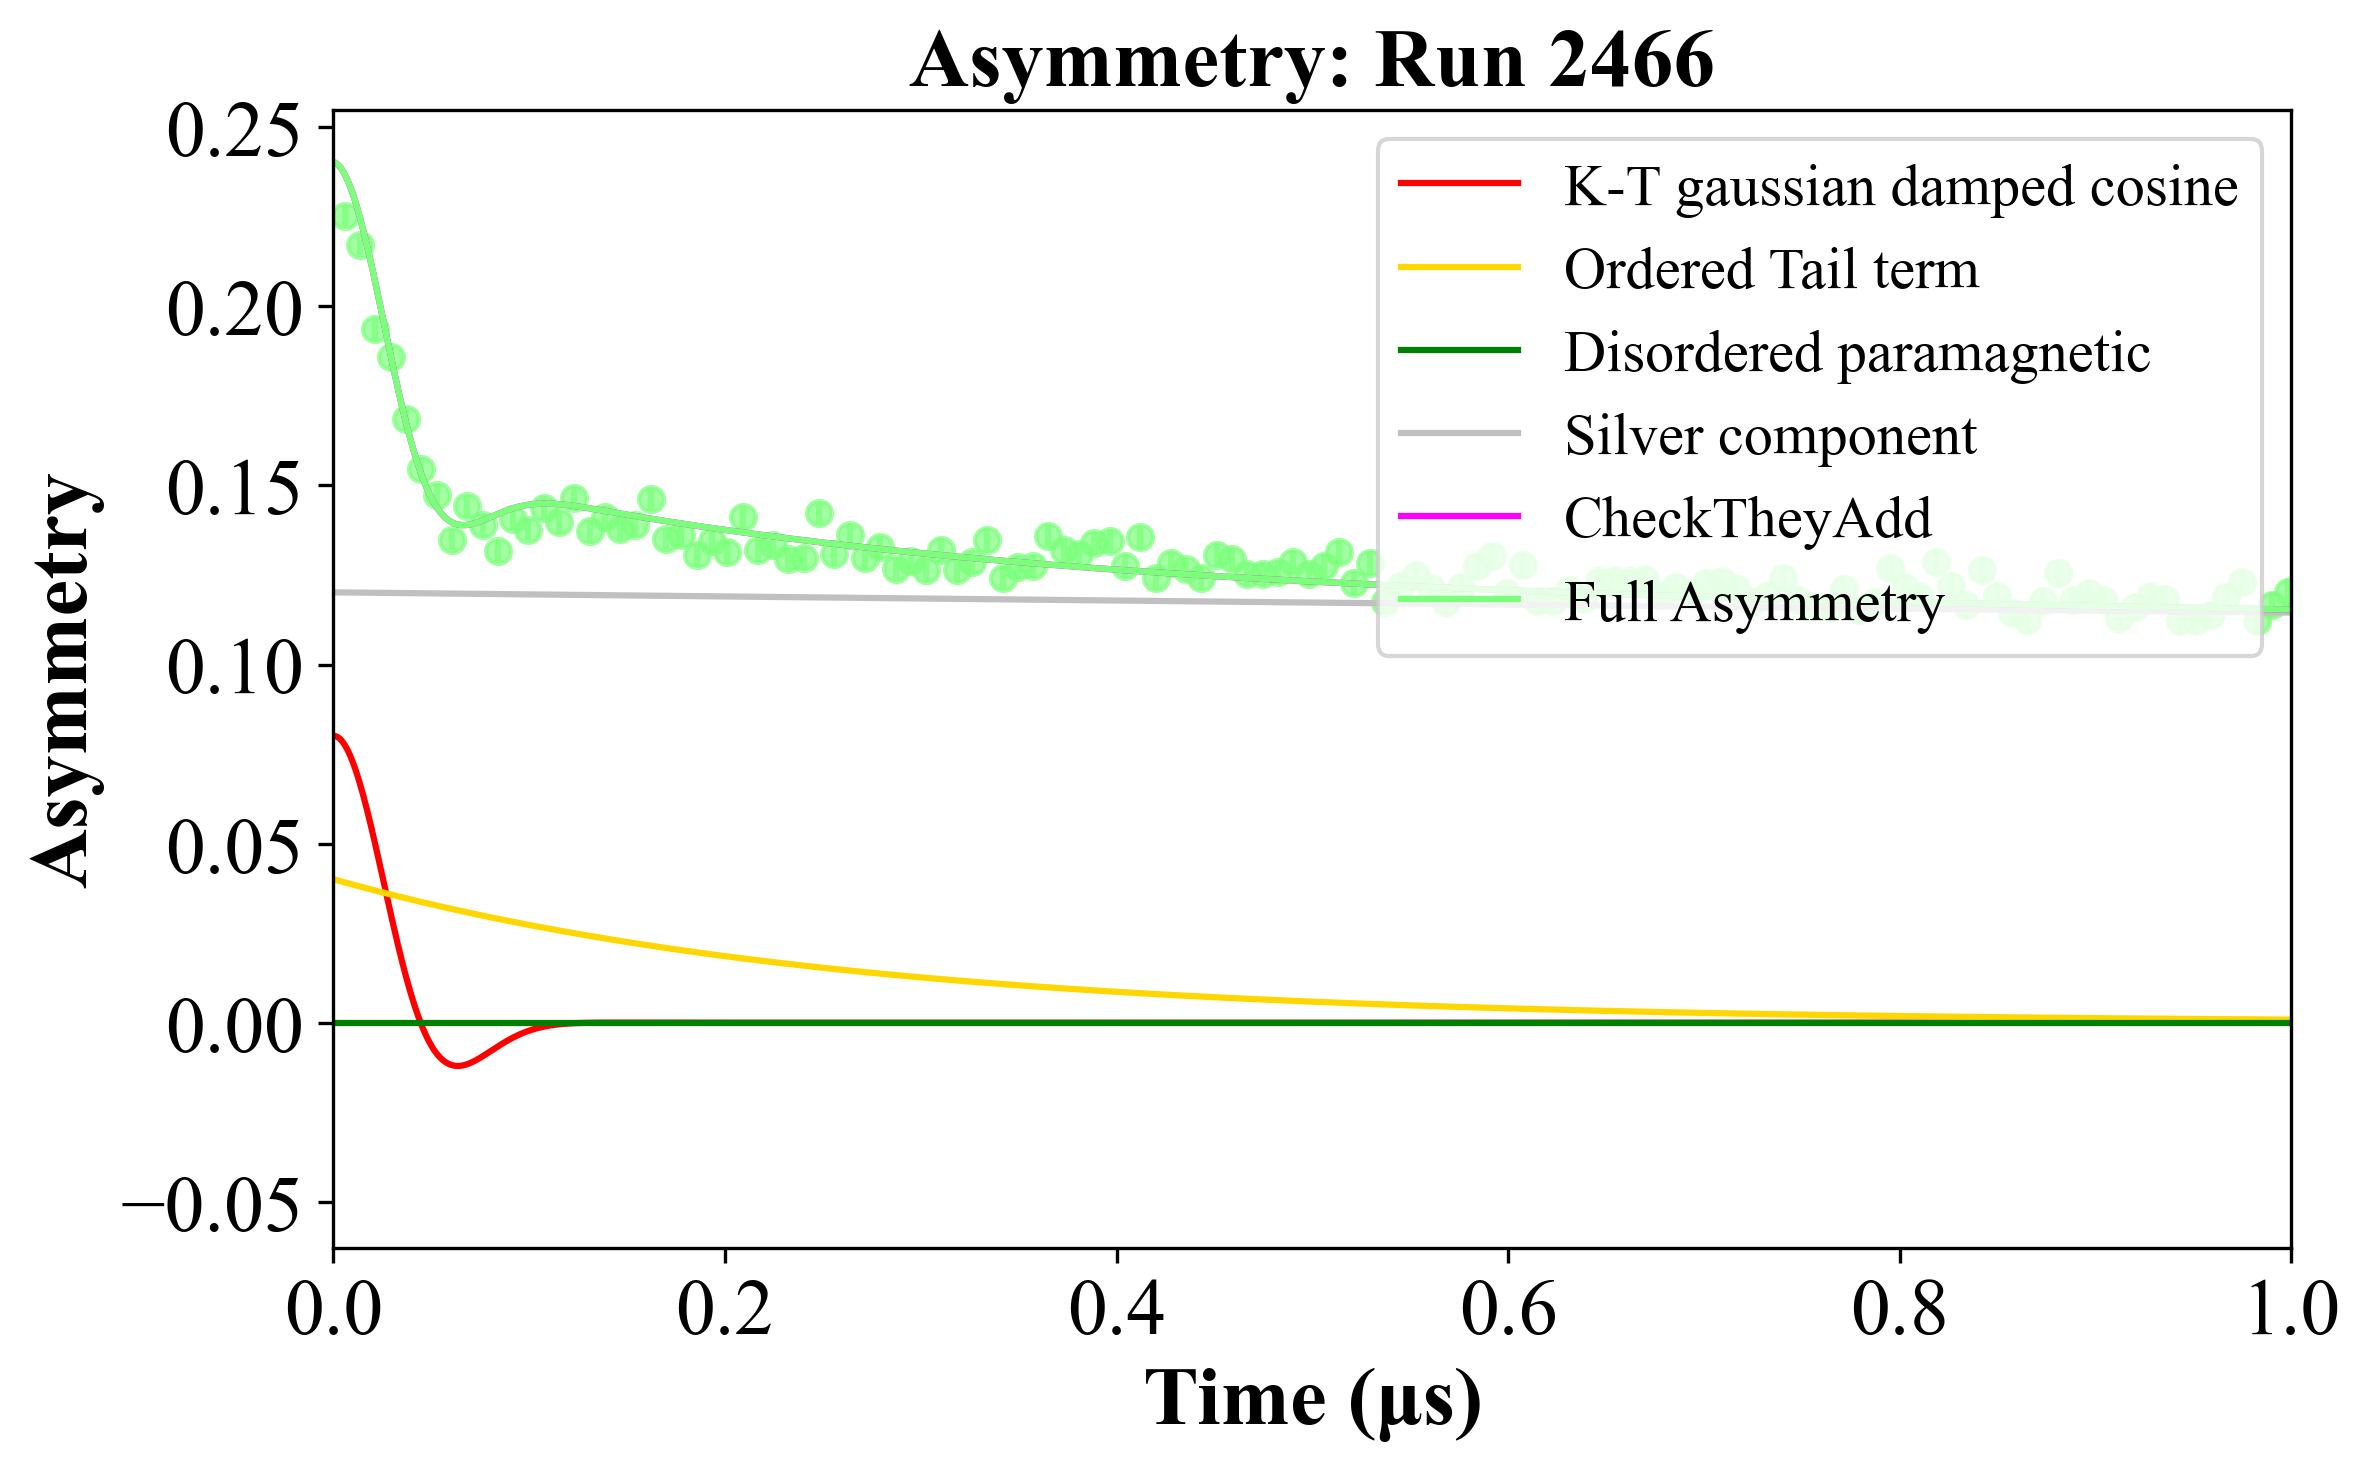 Asymmetry: Run 2466
0.25
0.20
0.15
0.10
0.05
0.00
−0.05
Asymmetry
K-T gaussian damped cosine
Ordered Tail term
Disordered paramagnetic
Silver component
CheckTheyAdd
Full Asymmetry
0.0 0.2 0.4 0.6 0.8 1.0
Time (μs)